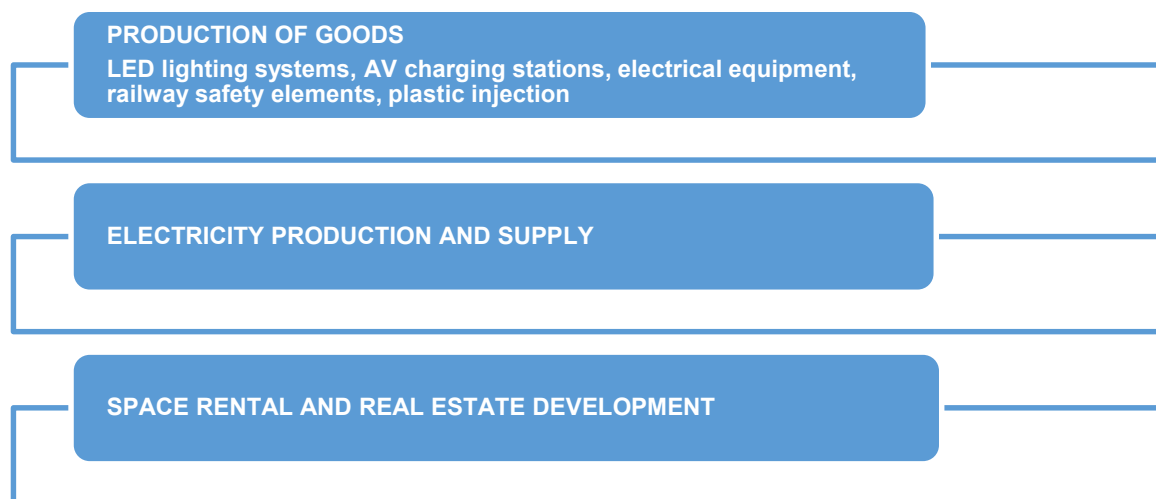 PRODUCTION OF GOODS
LED lighting systems, AV charging stations, electrical equipment,
railway safety elements, plastic injection
ELECTRICITY PRODUCTION AND SUPPLY
SPACE RENTAL AND REAL ESTATE DEVELOPMENT